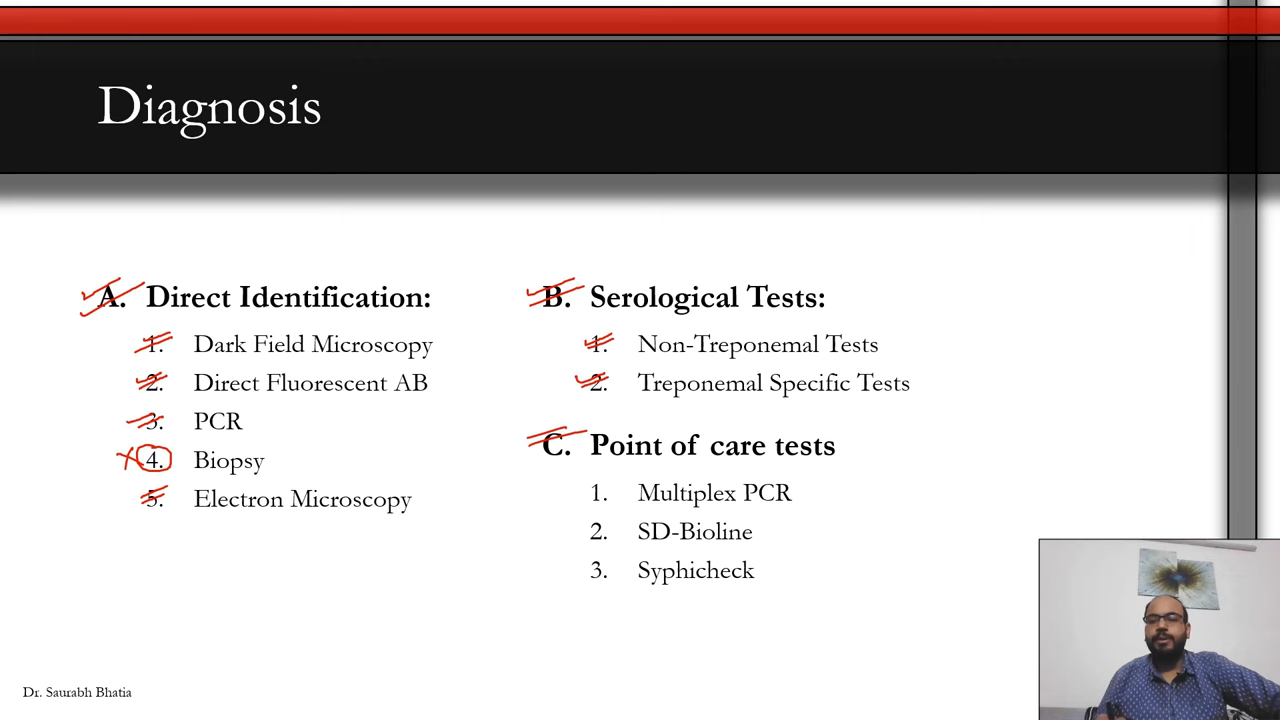 Diagnosis
A. Direct Identification:
1. Dark Field Microscopy
2. Direct Fluorescent AB
3. PCR
4. Biopsy
5. Electron Microscopy
B. Serological Tests:
1. Non-Treponemal Tests
2. Treponemal Specific Tests
C. Point of care tests
1. Multiplex PCR
2. SD-Bioline
3. Syphicheck
Dr. Saurabh Bhatia